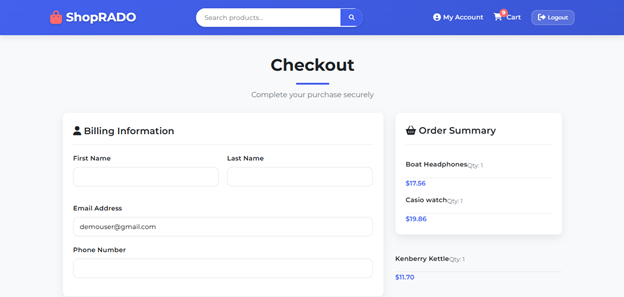 ShopRADO
Search products...
My Account
Cart
Logout
Checkout
Complete your purchase securely
Billing Information
First Name
Last Name
Email Address
demouser@gmail.com
Phone Number
Order Summary
Boat Headphones Qty: 1
$17.56
Casio watch Qty: 1
$19.86
Kenberry Kettle Qty: 1
$11.70